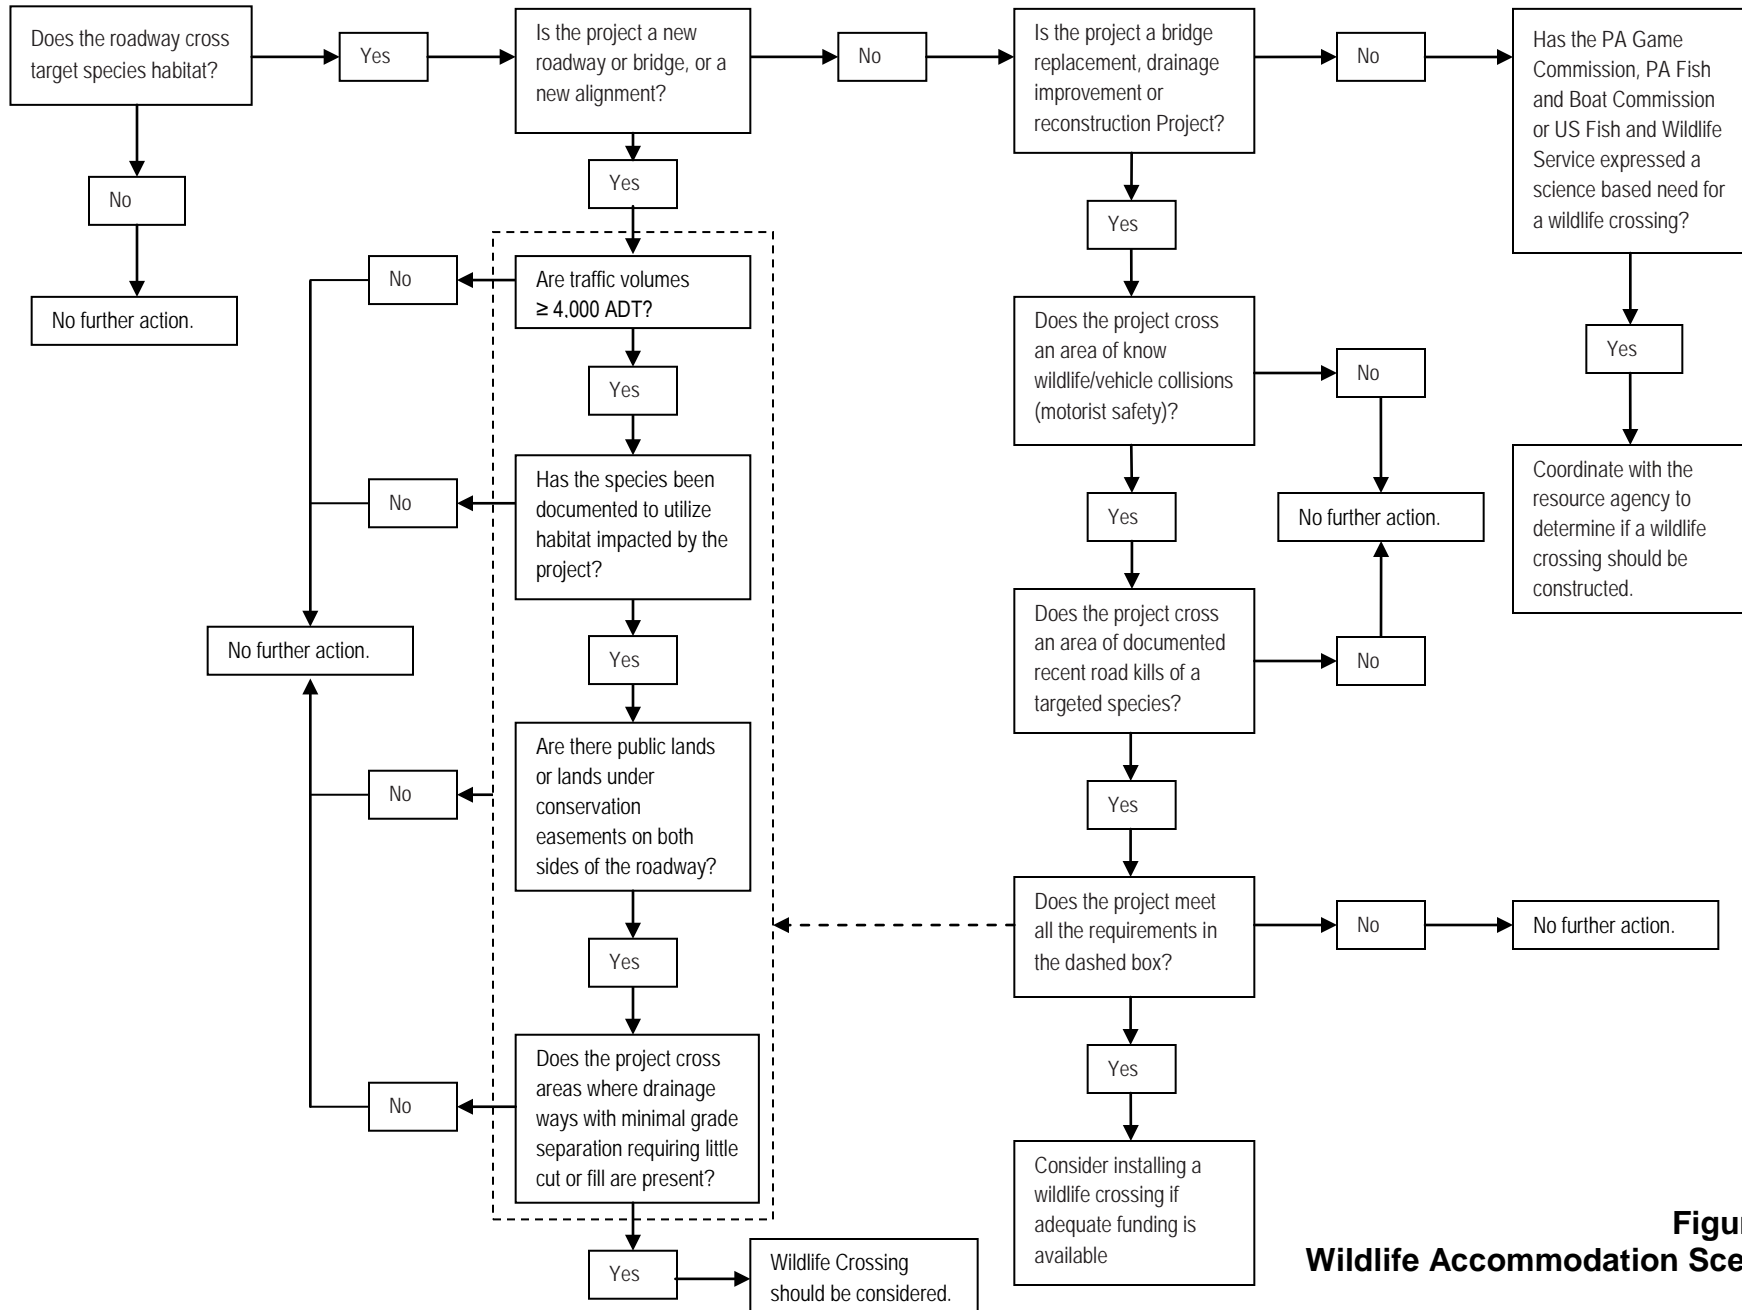 Does the roadway cross
target species habitat?
Yes
No
No further action.
Is the project a new
roadway or bridge, or a
new alignment?
No
Yes
Are traffic volumes
≥ 4,000 ADT?
No
Yes
Has the species been
documented to utilize
habitat impacted by the
project?
No
Yes
No further action.
Are there public lands
or lands under
conservation
easements on both
sides of the roadway?
No
Yes
Does the project cross
areas where drainage
ways with minimal grade
separation requiring little
cut or fill are present?
No
Yes
Wildlife Crossing
should be considered.
Is the project a bridge
replacement, drainage
improvement or
reconstruction Project?
No
Yes
Does the project cross
an area of know
wildlife/vehicle collisions
(motorist safety)?
No
Yes
No further action.
Does the project cross
an area of documented
recent road kills of a
targeted species?
No
Yes
Does the project meet
all the requirements in
the dashed box?
No
No further action.
Yes
Consider installing a
wildlife crossing if
adequate funding is
available
Has the PA Game
Commission, PA Fish
and Boat Commission
or US Fish and Wildlife
Service expressed a
science based need for
a wildlife crossing?
Yes
Coordinate with the
resource agency to
determine if a wildlife
crossing should be
constructed.
Wildlife Accommodation